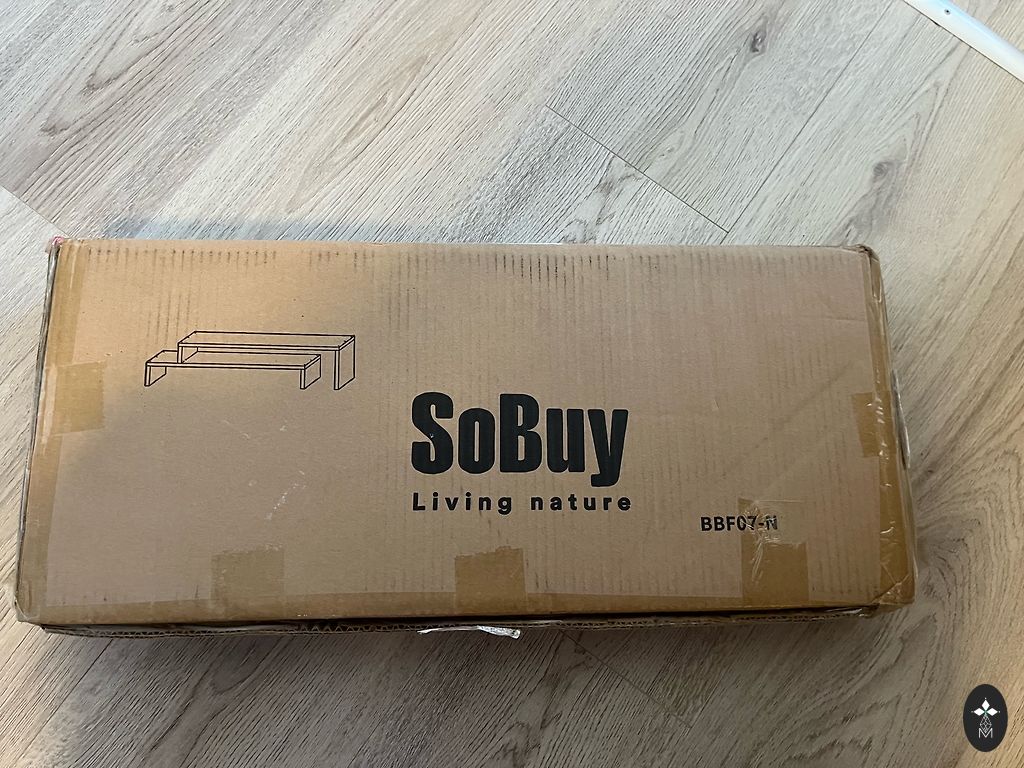 SoBuy
Living nature
BBF07-N
M